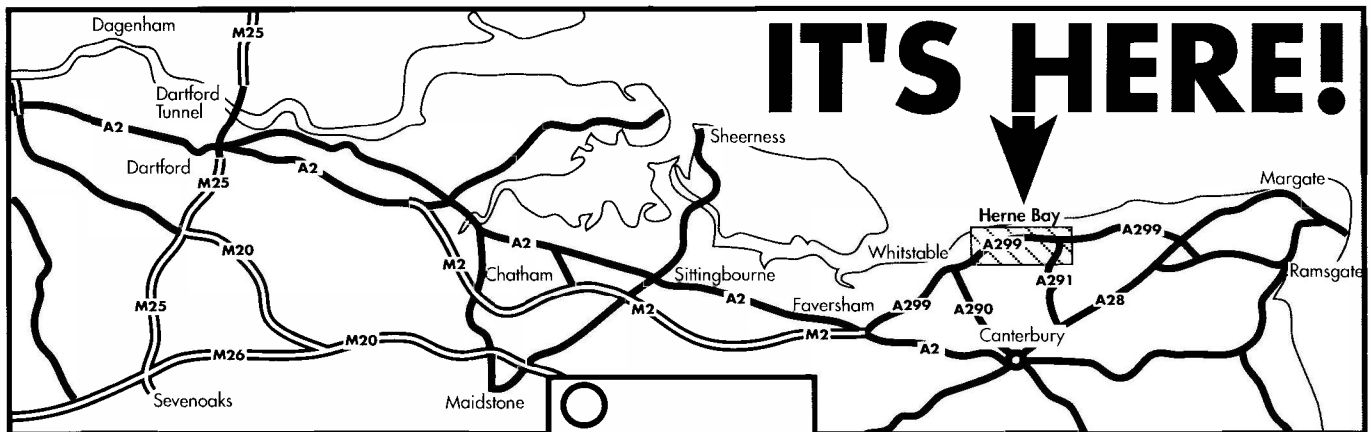 IT'S HERE!
Dagenham
M25
Dartford
Tunnel
A2
Dartford
M25
A2
Sheerness
Margate
Herne Bay
A299
A299
Whitstable
M20
M2
A2
Chatham
Sittingbourne
A291
Ramsgate
M25
M2
A2
Faversham
A299
A290
A28
Canterbury
M26
M20
M2
A2
Sevenoaks
Maidstone